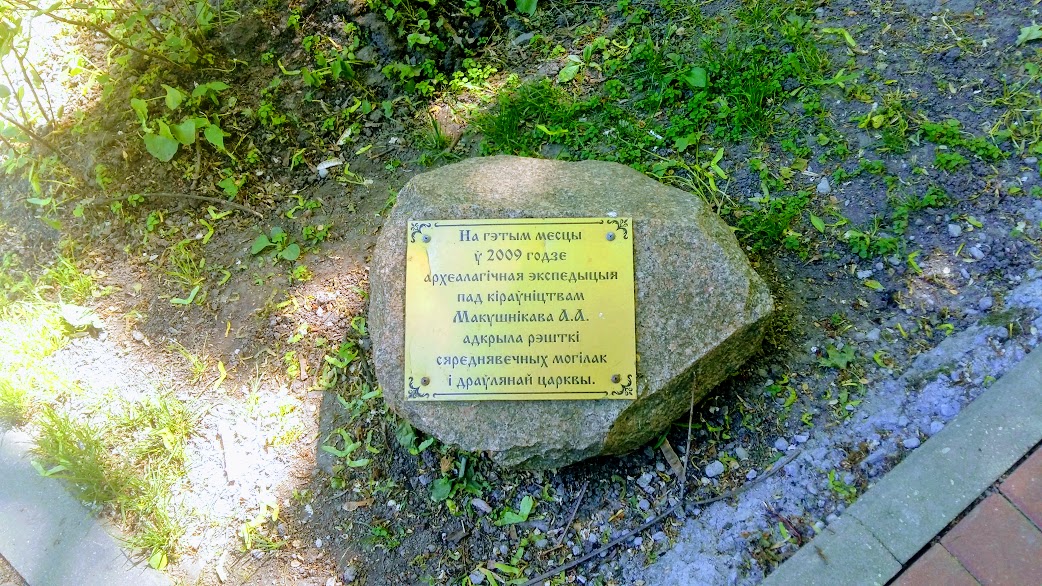 На гэтым месцы
ў 2009 годзе
археалагічная экспедыцыя
пад кіраўніцтвам
Макушнікава А.А.
адкрыла рэшткі
сярэднявечных могілак
і драўлянай царквы.